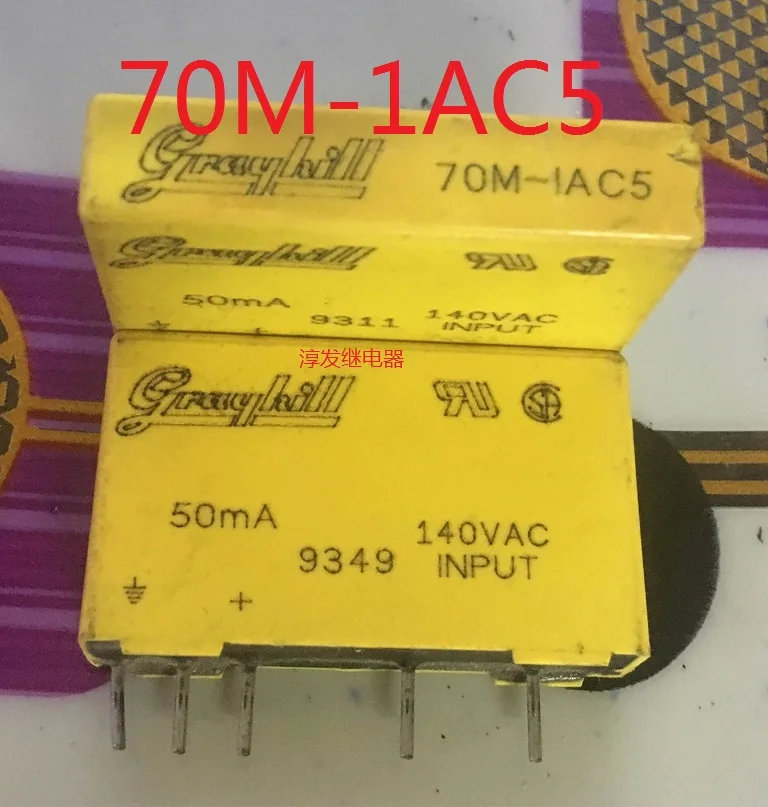 70M-1AC5
Grayhill 70M-IAC5
Grayhill
50mA 9311 140VAC
INPUT
+
淳发继电器
Grayhill
50mA 9349 140VAC
INPUT
+